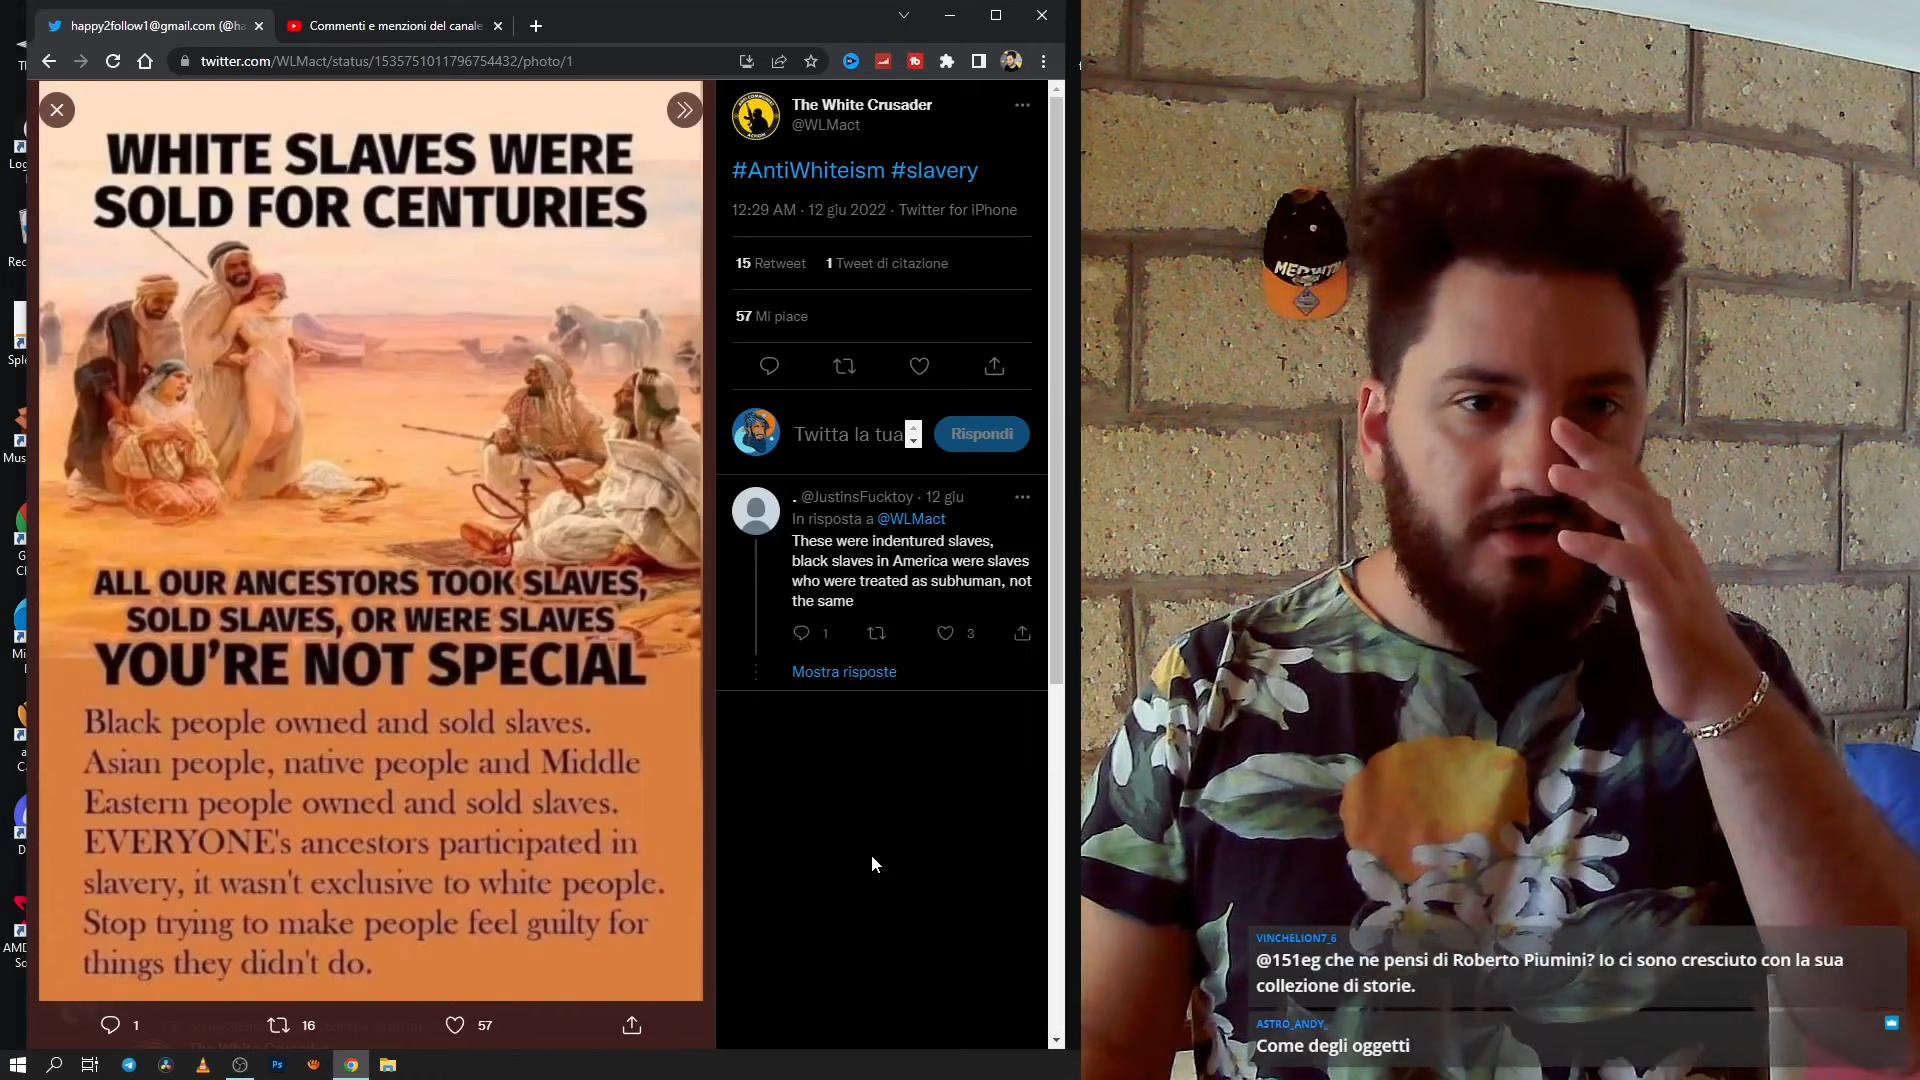 happy2follow1@gmail.com (@ha
Commenti e menzioni del canale
twitter.com/WLMact/status/1535751011796754432/photo/1
WHITE SLAVES WERE
SOLD FOR CENTURIES
ALL OUR ANCESTORS TOOK SLAVES,
SOLD SLAVES, OR WERE SLAVES
YOU'RE NOT SPECIAL
Black people owned and sold slaves.
Asian people, native people and Middle
Eastern people owned and sold slaves.
EVERYONE's ancestors participated in
slavery, it wasn't exclusive to white people.
Stop trying to make people feel guilty for
things they didn't do.
1
16
57
The White Crusader
@WLMact
#AntiWhiteism #slavery
12:29 AM · 12 giu 2022 · Twitter for iPhone
15 Retweet 1 Tweet di citazione
57 Mi piace
Twitta la tua
Rispondi
. @JustinsFucktoy · 12 giu
In risposta a @WLMact
These were indentured slaves,
black slaves in America were slaves
who were treated as subhuman, not
the same
1
3
Mostra risposte
VINCHELION7_6
@151eg che ne pensi di Roberto Piumini? Io ci sono cresciuto con la sua
collezione di storie.
ASTRO_ANDY_
Come degli oggetti